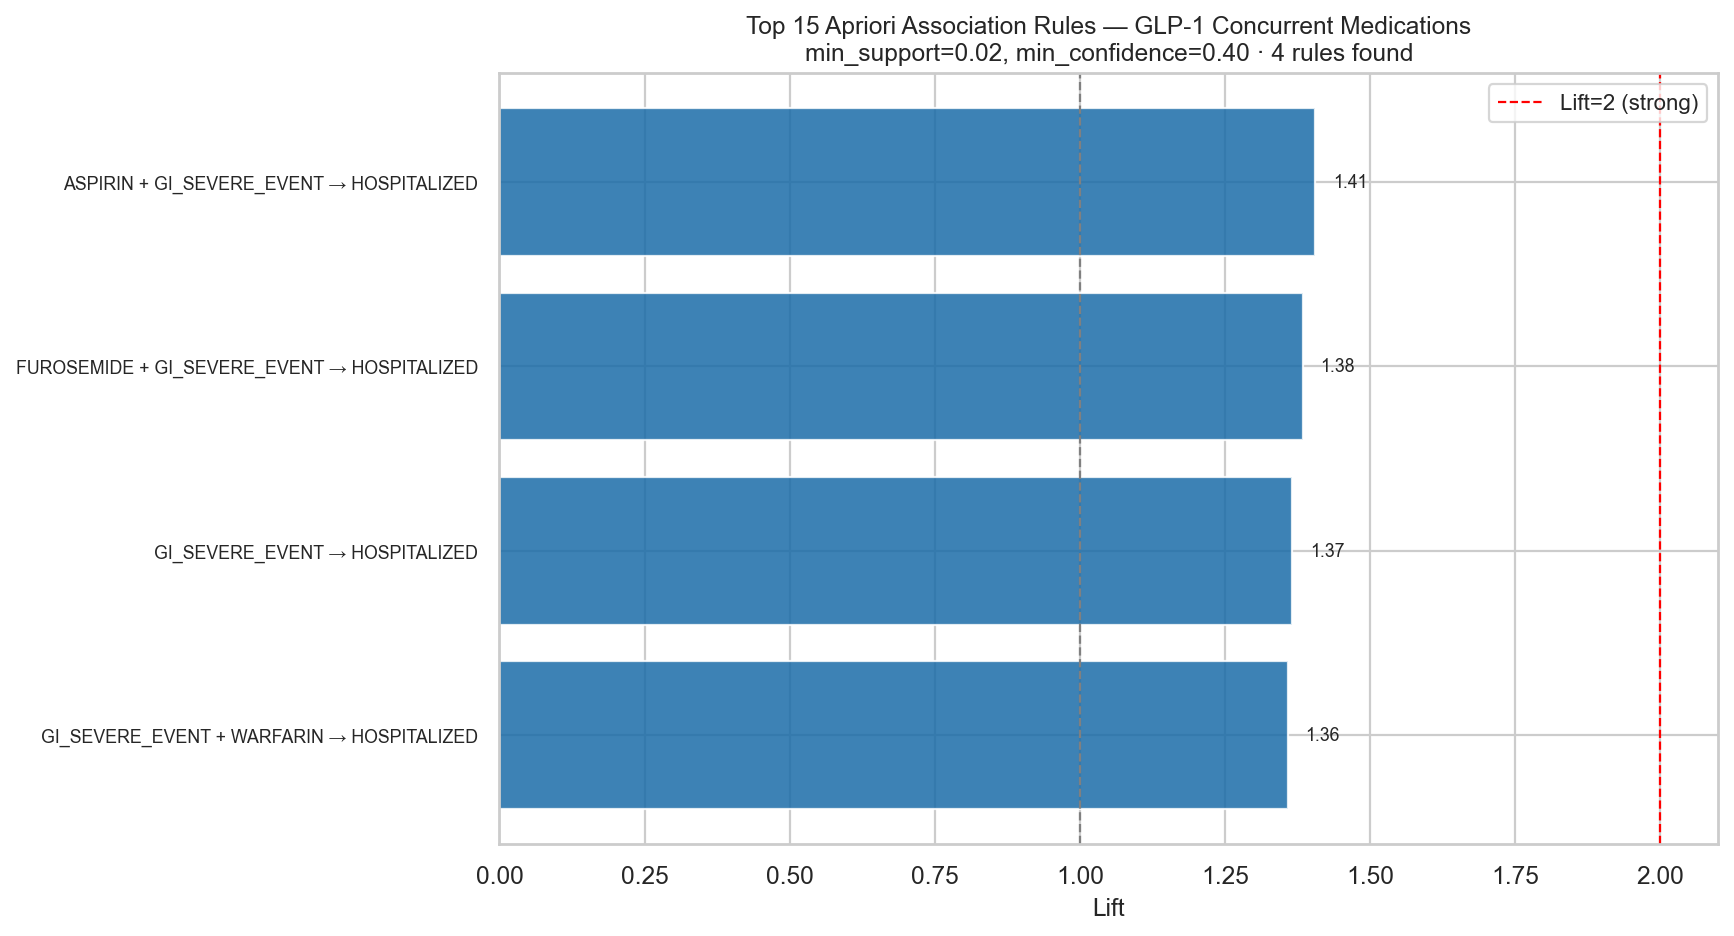 Top 15 Apriori Association Rules — GLP-1 Concurrent Medications
min_support=0.02, min_confidence=0.40 · 4 rules found
Lift=2 (strong)
ASPIRIN + GI_SEVERE_EVENT → HOSPITALIZED
1.41
FUROSEMIDE + GI_SEVERE_EVENT → HOSPITALIZED
1.38
GI_SEVERE_EVENT → HOSPITALIZED
1.37
GI_SEVERE_EVENT + WARFARIN → HOSPITALIZED
1.36
0.00 0.25 0.50 0.75 1.00 1.25 1.50 1.75 2.00
Lift